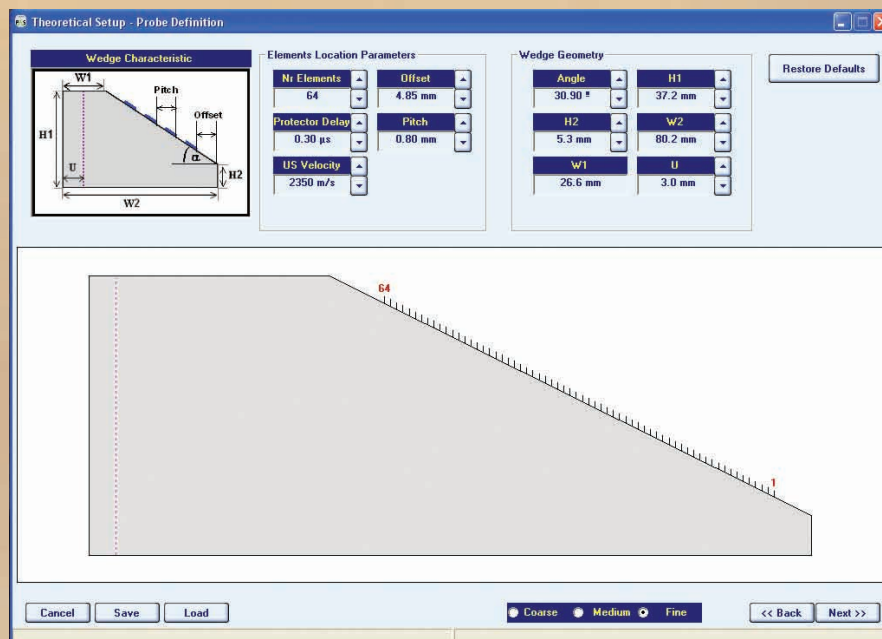 Theoretical Setup - Probe Definition
Wedge Characteristic
W1
Pitch
Offset
H1
U
α
H2
W2
Elements Location Parameters
Nr Elements
Offset
64
4.85 mm
Protector Delay
Pitch
0.30 µs
0.80 mm
US Velocity
2350 m/s
Wedge Geometry
Angle
H1
30.90 º
37.2 mm
H2
W2
5.3 mm
80.2 mm
W1
U
26.6 mm
3.0 mm
Restore Defaults
64
1
Cancel
Save
Load
Coarse
Medium
Fine
<< Back
Next >>